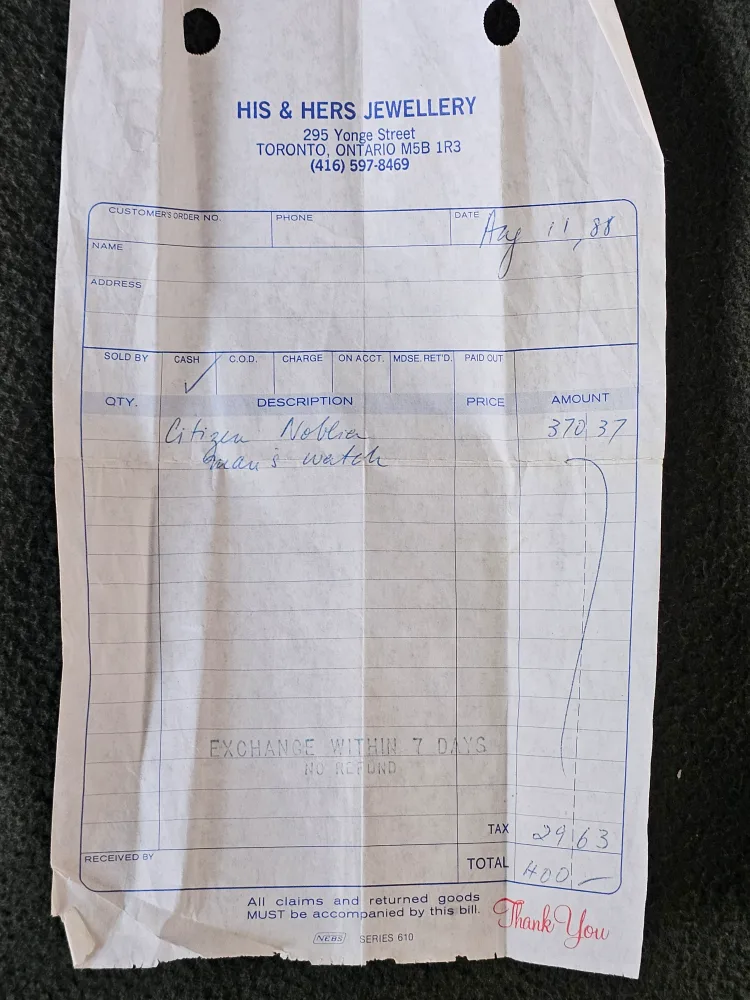 HIS & HERS JEWELLERY
295 Yonge Street
TORONTO, ONTARIO M5B 1R3
(416) 597-8469
CUSTOMER'S ORDER NO. PHONE DATE Aug 11, 88
NAME
ADDRESS
SOLD BY CASH ✓ C.O.D. CHARGE ON ACCT. MDSE. RET'D. PAID OUT
QTY. DESCRIPTION PRICE AMOUNT
Citizen Noblia 370 37
man's watch
EXCHANGE WITHIN 7 DAYS
NO REFUND
TAX 29 63
RECEIVED BY TOTAL 400 —
All claims and returned goods
MUST be accompanied by this bill.
Thank You
NEBS SERIES 610